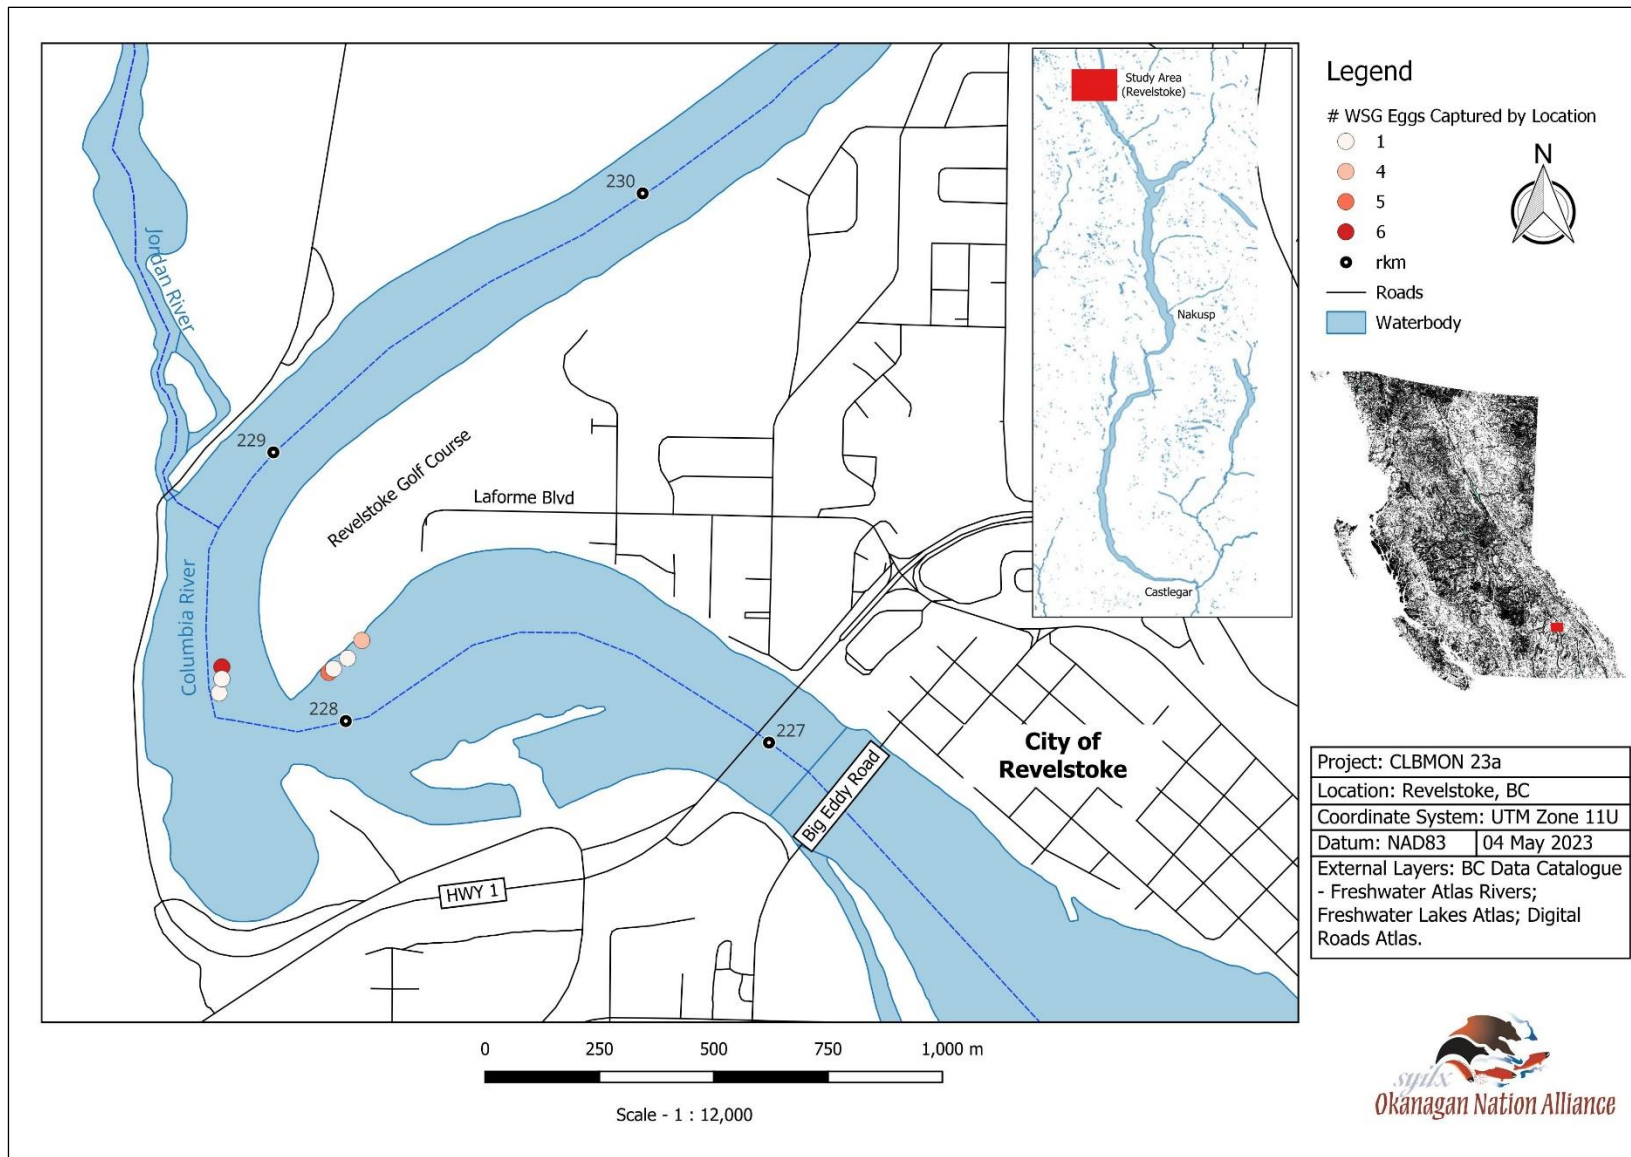 Jordan River
230
229
Revelstoke Golf Course
Laforme Blvd
Columbia River
228
227
City of
Revelstoke
Big Eddy Road
HWY 1
Study Area
(Revelstoke)
Nakusp
Castlegar
Legend
# WSG Eggs Captured by Location
1
4
5
6
rkm
Roads
Waterbody
N
Project: CLBMON 23a
Location: Revelstoke, BC
Coordinate System: UTM Zone 11U
Datum: NAD83 04 May 2023
External Layers: BC Data Catalogue
- Freshwater Atlas Rivers;
Freshwater Lakes Atlas; Digital
Roads Atlas.
0 250 500 750 1,000 m
Scale - 1 : 12,000
syilx
Okanagan Nation Alliance